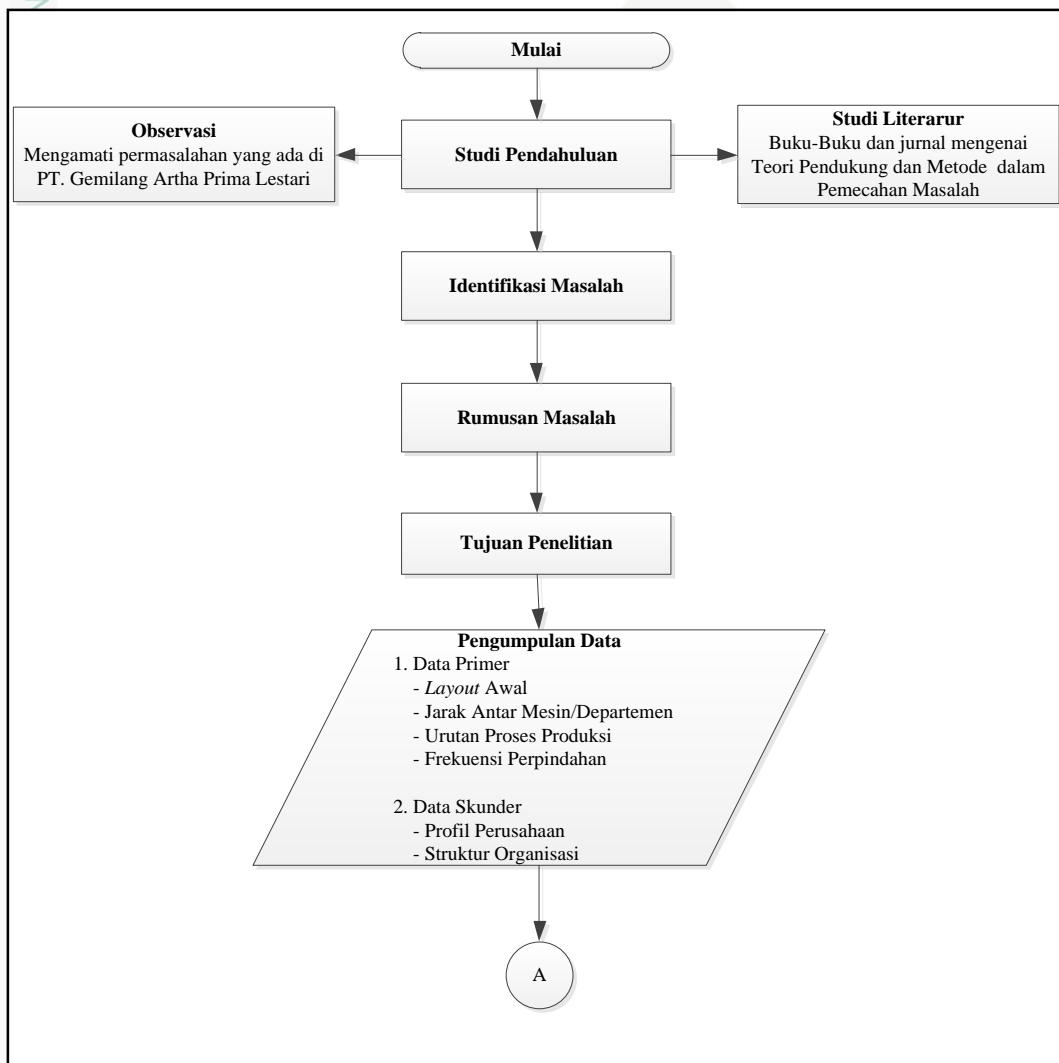 Mulai
Observasi
Mengamati permasalahan yang ada di
PT. Gemilang Artha Prima Lestari
Studi Pendahuluan
Studi Literarur
Buku-Buku dan jurnal mengenai
Teori Pendukung dan Metode dalam
Pemecahan Masalah
Identifikasi Masalah
Rumusan Masalah
Tujuan Penelitian
Pengumpulan Data
1. Data Primer
- Layout Awal
- Jarak Antar Mesin/Departemen
- Urutan Proses Produksi
- Frekuensi Perpindahan
2. Data Skunder
- Profil Perusahaan
- Struktur Organisasi
A